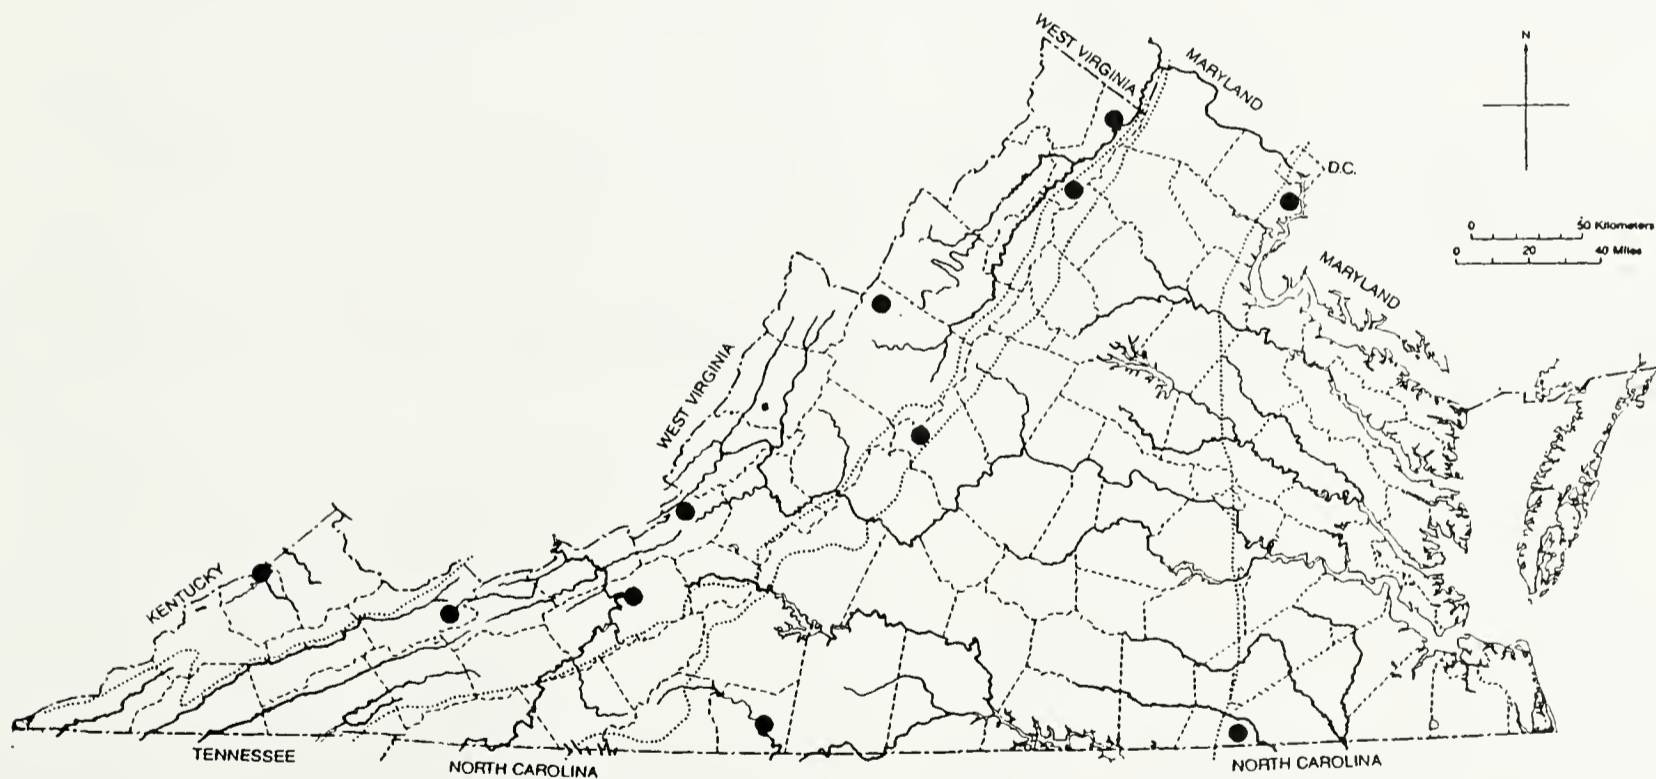 WEST VIRGINIA
MARYLAND
N
D.C.
0 50 Kilometers
0 20 40 Miles
MARYLAND
WEST VIRGINIA
KENTUCKY
TENNESSEE
NORTH CAROLINA
NORTH CAROLINA